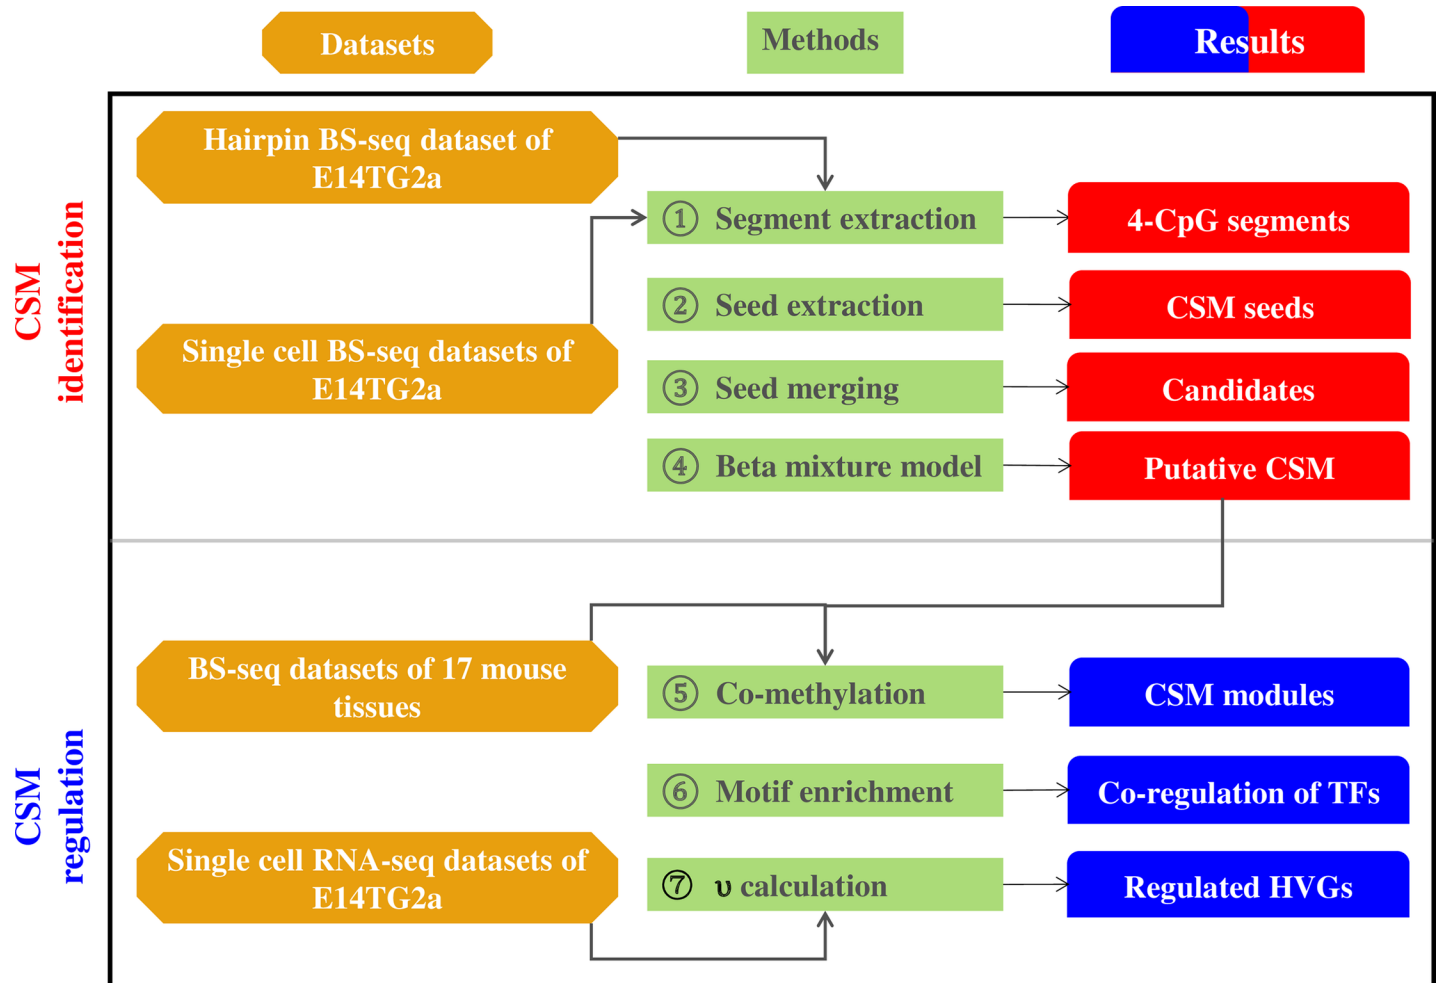 Datasets
Methods
Results
CSM
identification
Hairpin BS-seq dataset of
E14TG2a
Single cell BS-seq datasets of
E14TG2a
① Segment extraction
4-CpG segments
② Seed extraction
CSM seeds
③ Seed merging
Candidates
④ Beta mixture model
Putative CSM
CSM
regulation
BS-seq datasets of 17 mouse
tissues
Single cell RNA-seq datasets of
E14TG2a
⑤ Co-methylation
CSM modules
⑥ Motif enrichment
Co-regulation of TFs
⑦ υ calculation
Regulated HVGs